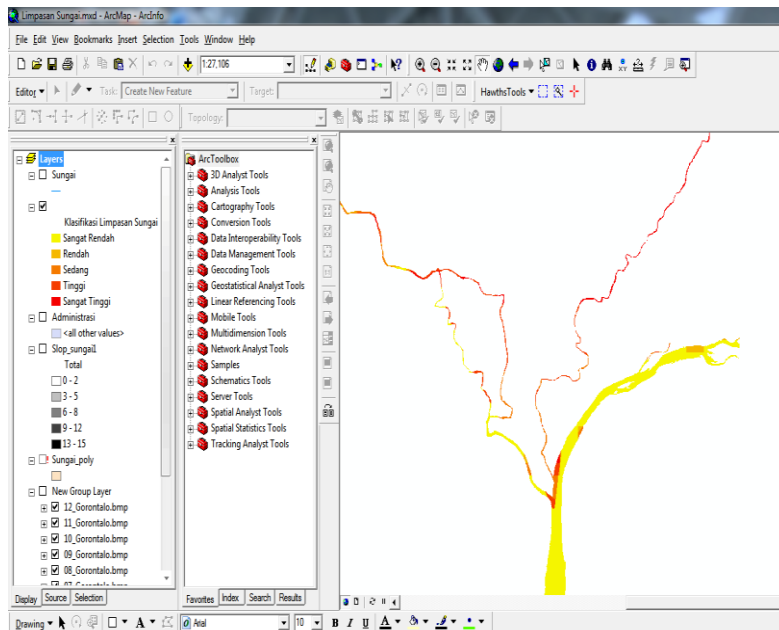 Limpasan Sungai.mxd - ArcMap - ArcInfo
File Edit View Bookmarks Insert Selection Tools Window Help
1:27,106
Editor Task: Create New Feature Target: HawthsTools
Topology:
Layers
Sungai
Klasifikasi Limpasan Sungai
Sangat Rendah
Rendah
Sedang
Tinggi
Sangat Tinggi
Administrasi
<all other values>
Slop_sungai1
Total
0 - 2
3 - 5
6 - 8
9 - 12
13 - 15
Sungai_poly
New Group Layer
12_Gorontalo.bmp
11_Gorontalo.bmp
10_Gorontalo.bmp
09_Gorontalo.bmp
08_Gorontalo.bmp
Display Source Selection
ArcToolbox
3D Analyst Tools
Analysis Tools
Cartography Tools
Conversion Tools
Data Interoperability Tools
Data Management Tools
Geocoding Tools
Geostatistical Analyst Tools
Linear Referencing Tools
Mobile Tools
Multidimension Tools
Network Analyst Tools
Samples
Schematics Tools
Server Tools
Spatial Analyst Tools
Spatial Statistics Tools
Tracking Analyst Tools
Favorites Index Search Results
Drawing A Arial 10 B I U A